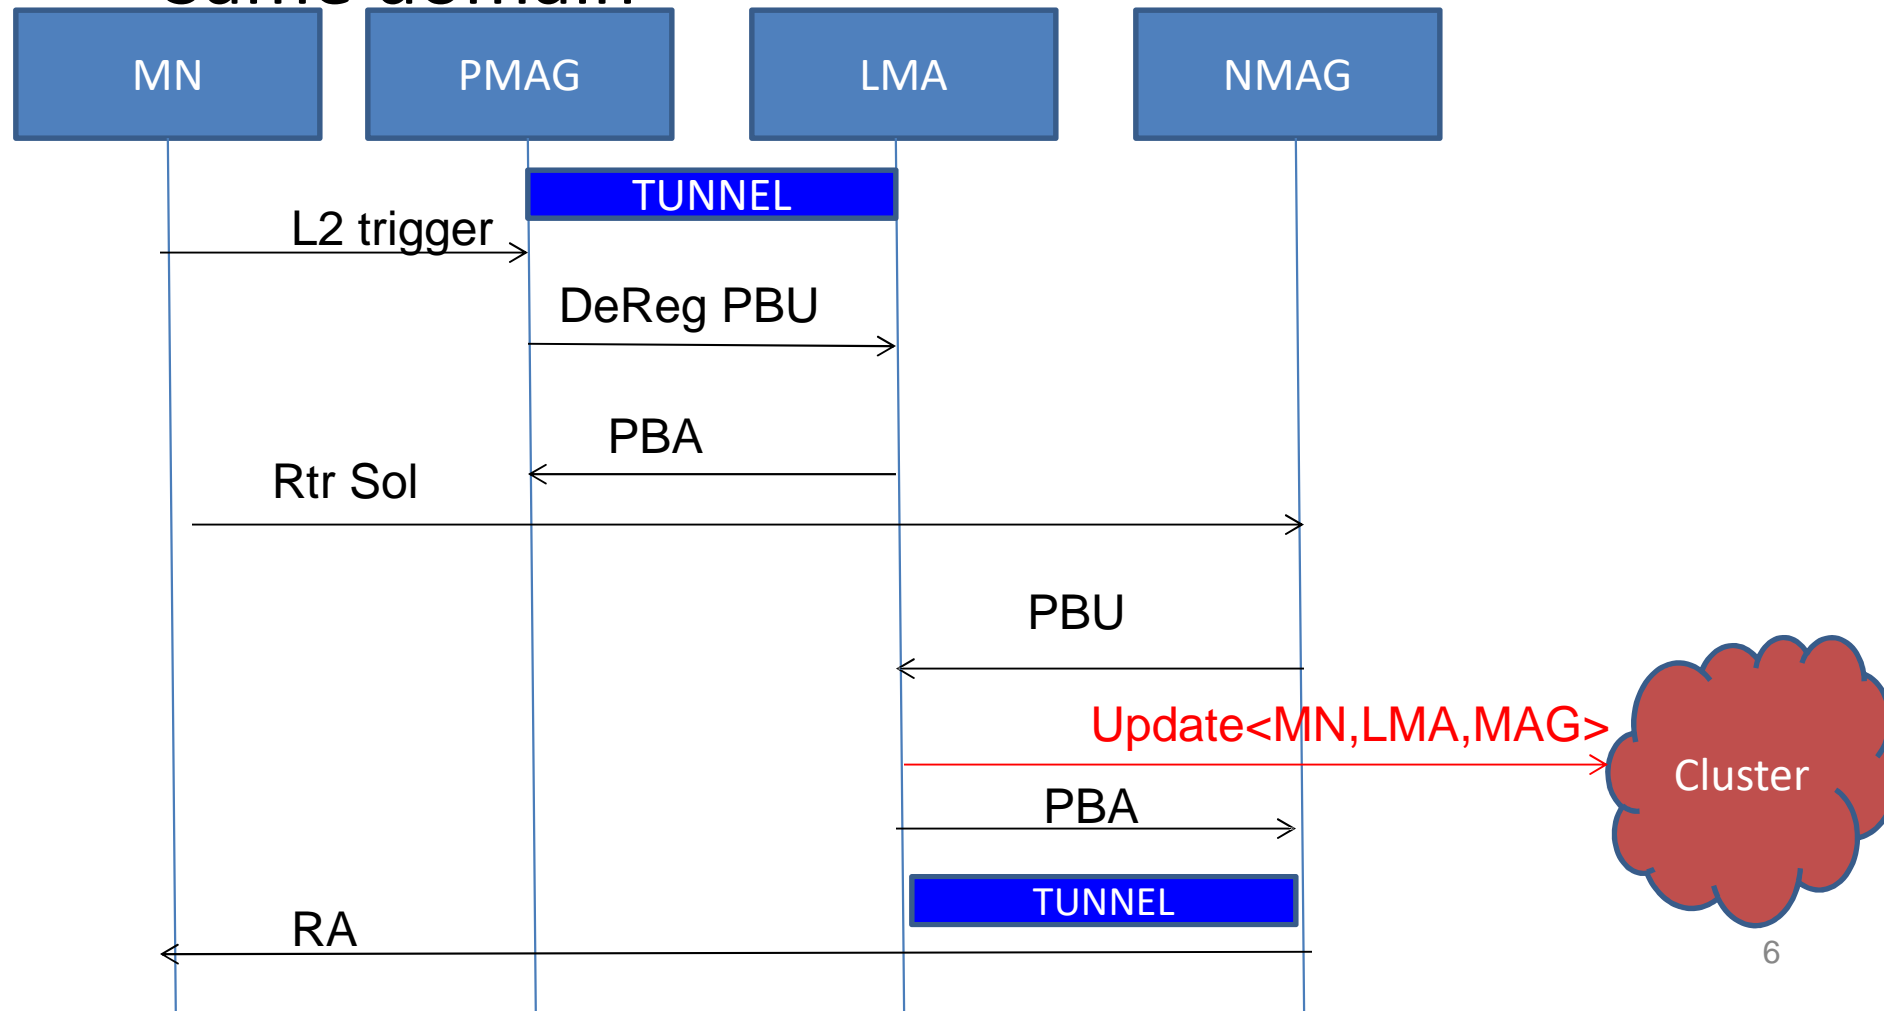 MN
PMAG
LMA
NMAG
TUNNEL
L2 trigger
DeReg PBU
PBA
Rtr Sol
PBU
Update<MN,LMA,MAG>
Cluster
PBA
TUNNEL
RA
6